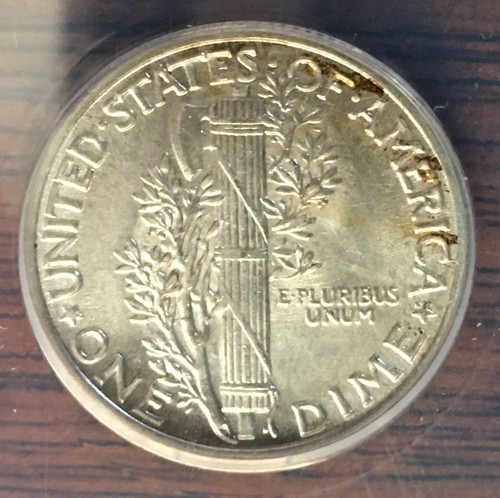 UNITED·STATES·OF·AMERICA
E·PLURIBUS
UNUM
ONE DIME